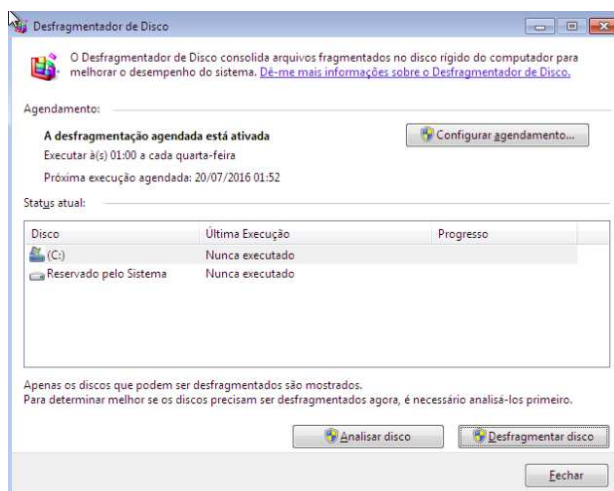 Desfragmentador de Disco
O Desfragmentador de Disco consolida arquivos fragmentados no disco rígido do computador para
melhorar o desempenho do sistema. Dê-me mais informações sobre o Desfragmentador de Disco.
Agendamento:
A desfragmentação agendada está ativada
Configurar agendamento...
Executar à(s) 01:00 a cada quarta-feira
Próxima execução agendada: 20/07/2016 01:52
Status atual:
Disco Última Execução Progresso
(C:) Nunca executado
Reservado pelo Sistema Nunca executado
Apenas os discos que podem ser desfragmentados são mostrados.
Para determinar melhor se os discos precisam ser desfragmentados agora, é necessário analisá-los primeiro.
Analisar disco Desfragmentar disco
Fechar